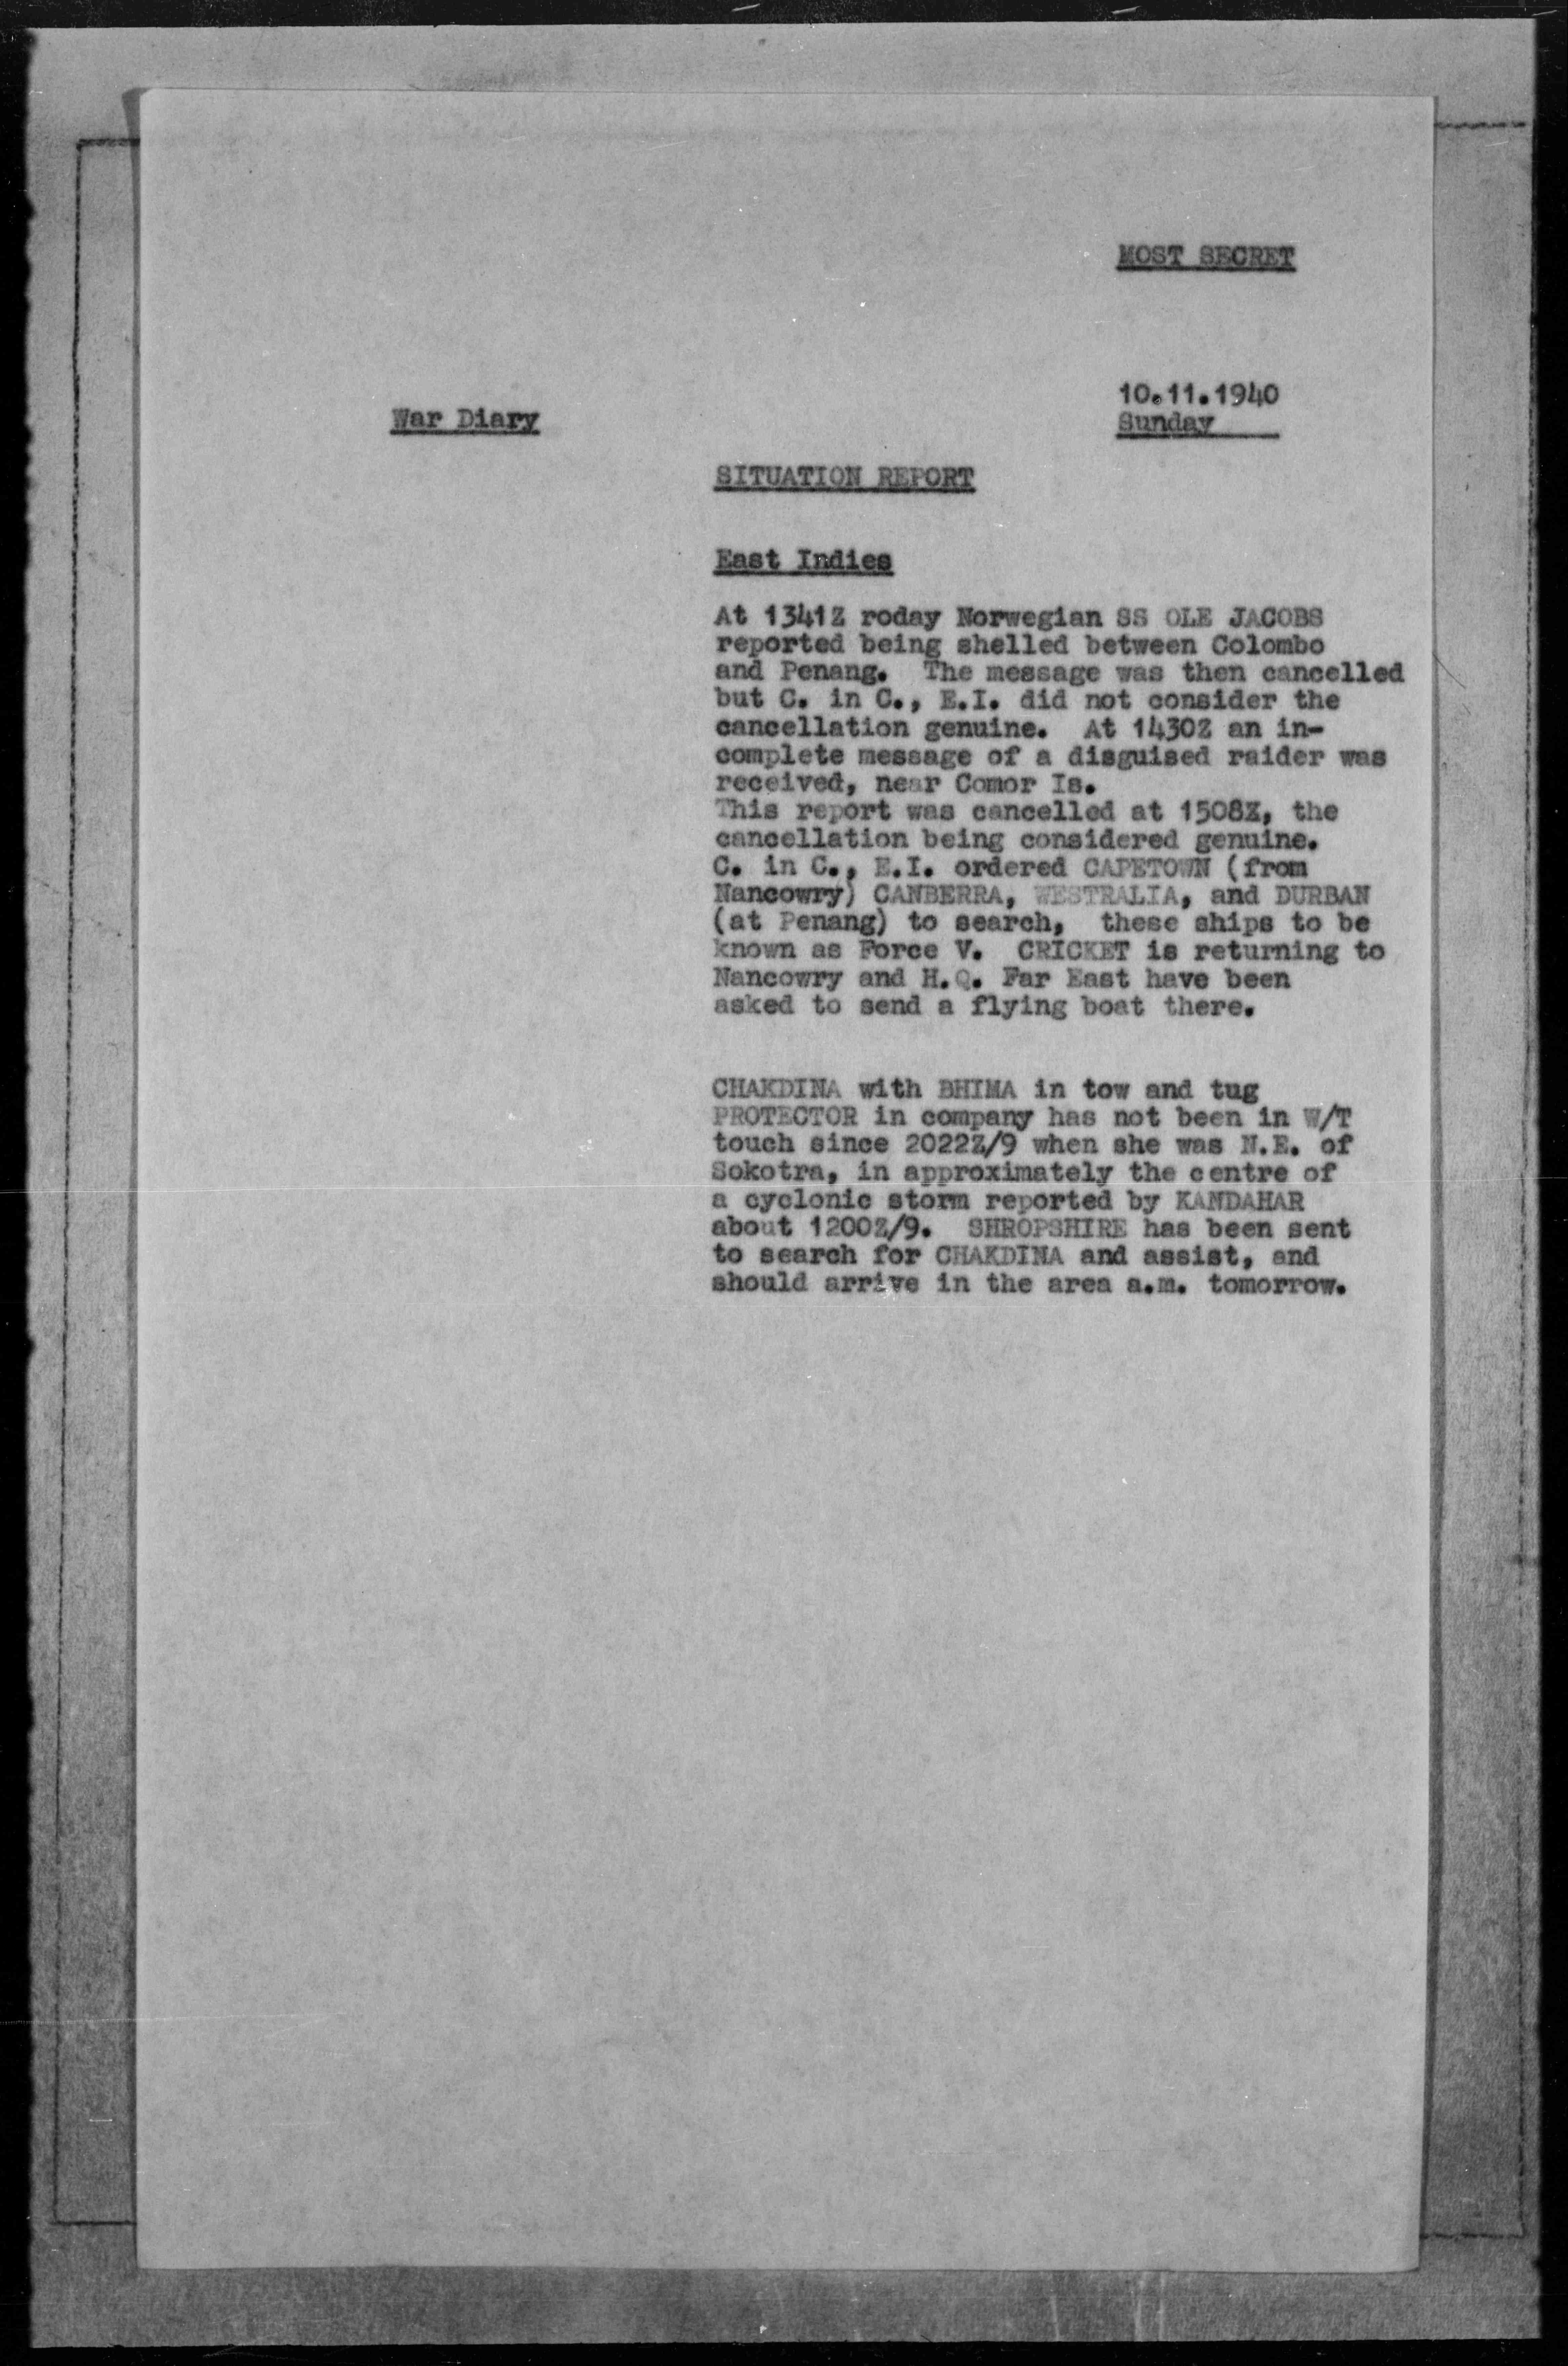 MOST SECRET
10.11.1940
War Diary
Sunday
SITUATION REPORT
East Indies
At 1341Z roday Norwegian SS OLE JACOBS
reported being shelled between Colombo
and Penang. The message was then cancelled
but C. in C., E.I. did not consider the
cancellation genuine. At 1430Z an in-
complete message of a disguised raider was
received, near Comor Is.
This report was cancelled at 1508Z, the
cancellation being considered genuine.
C. in C., E.I. ordered CAPETOWN (from
Nancowry) CANBERRA, WESTRALIA, and DURBAN
(at Penang) to search, these ships to be
known as Force V. CRICKET is returning to
Nancowry and H.Q. Far East have been
asked to send a flying boat there.
CHAKDINA with BHIMA in tow and tug
PROTECTOR in company has not been in W/T
touch since 2022Z/9 when she was N.E. of
Sokotra, in approximately the centre of
a cyclonic storm reported by KANDAHAR
about 1200Z/9. SHROPSHIRE has been sent
to search for CHAKDINA and assist, and
should arrive in the area a.m. tomorrow.